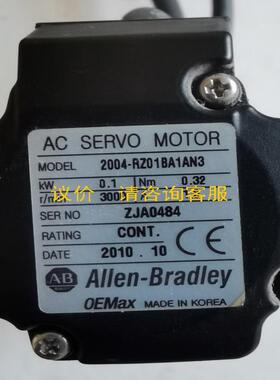 AC SERVO MOTOR
MODEL 2004-RZ01BA1AN3
kW 0.1 Nm 0.32
r/m 3000
议价 请咨询客服
SER NO ZJA0484
RATING CONT.
DATE 2010.10
AB Allen-Bradley
OEMax MADE IN KOREA